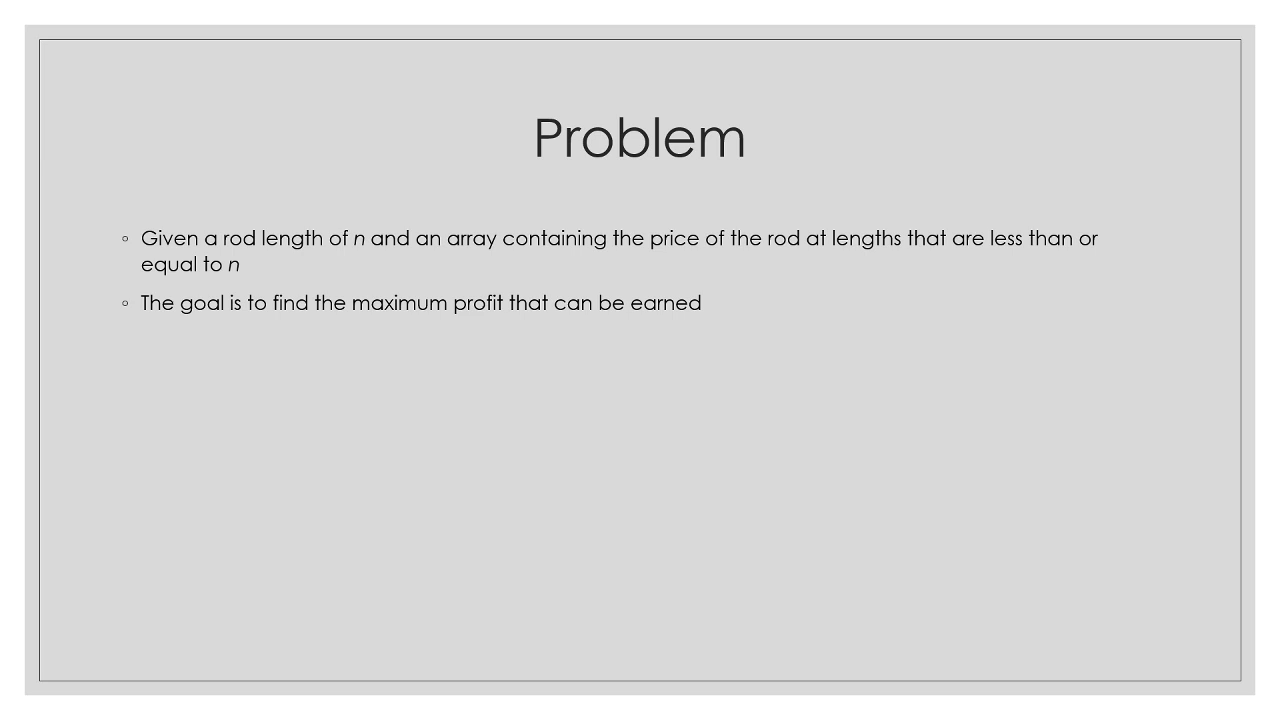 Problem
◦ Given a rod length of n and an array containing the price of the rod at lengths that are less than or
equal to n
◦ The goal is to find the maximum profit that can be earned